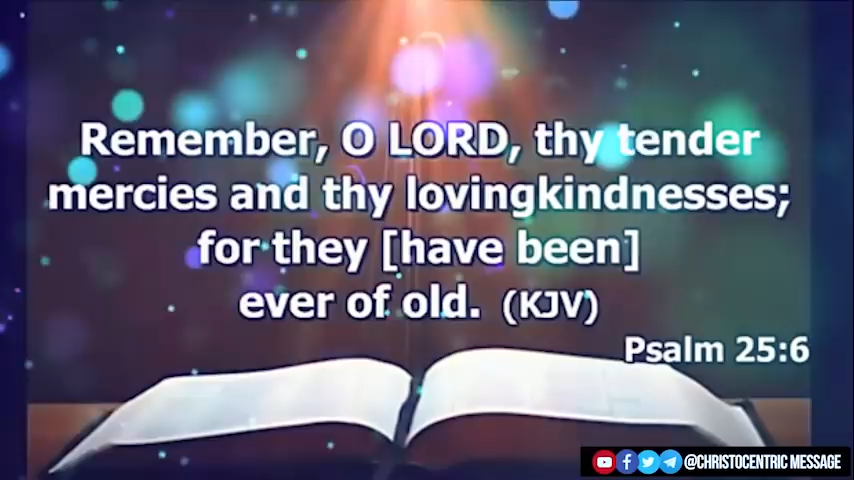 Remember, O LORD, thy tender
mercies and thy lovingkindnesses;
for they [have been]
ever of old. (KJV)
Psalm 25:6
@CHRISTOCENTRIC MESSAGE